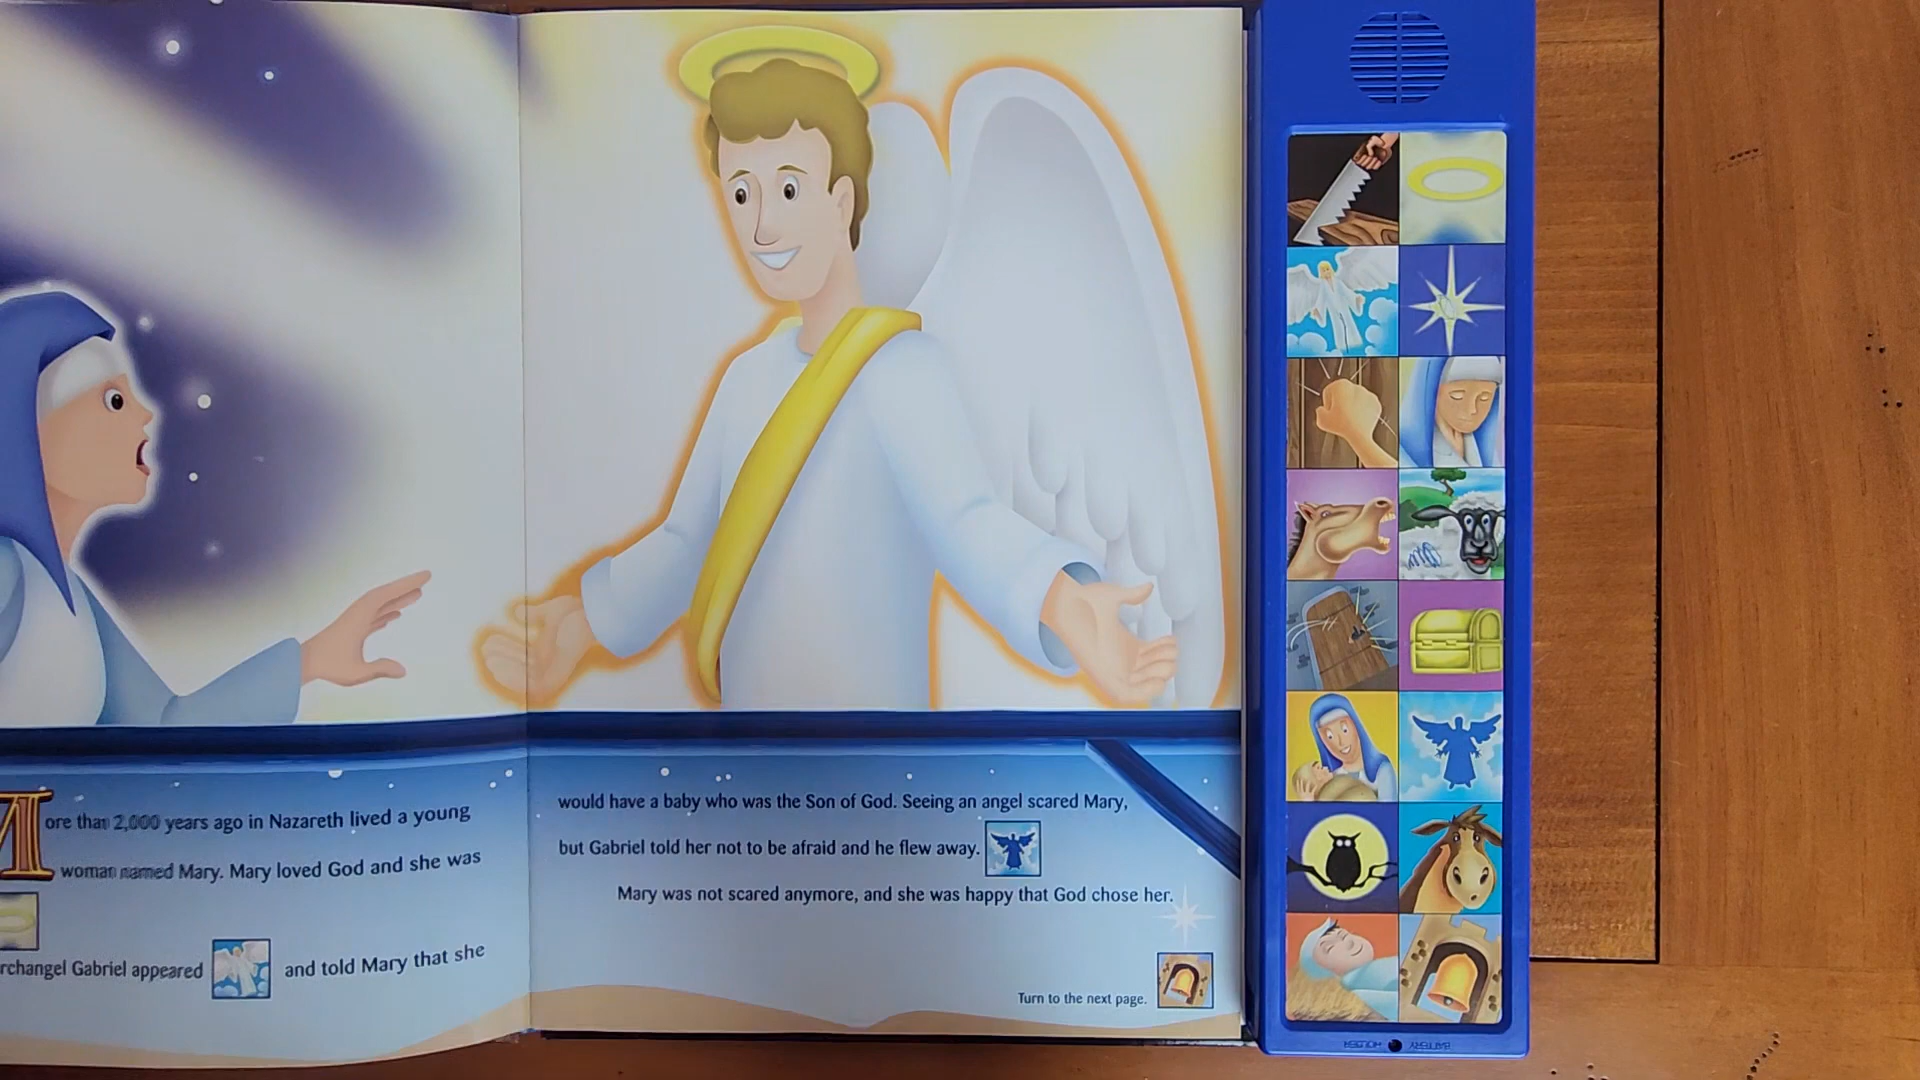 More than 2,000 years ago in Nazareth lived a young
woman named Mary. Mary loved God and she was
rchangel Gabriel appeared and told Mary that she
would have a baby who was the Son of God. Seeing an angel scared Mary,
but Gabriel told her not to be afraid and he flew away.
Mary was not scared anymore, and she was happy that God chose her.
Turn to the next page.
BATTERY HOLDER